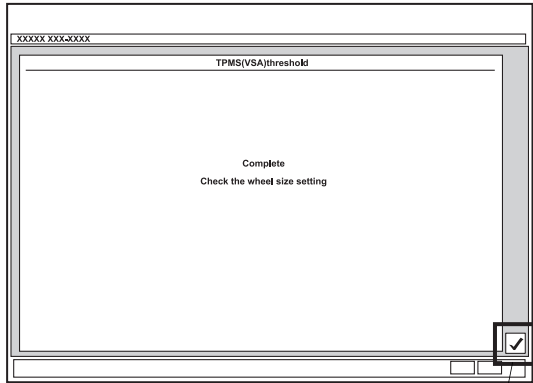 XXXXX XXX-XXXX
TPMS(VSA)threshold
Complete
Check the wheel size setting